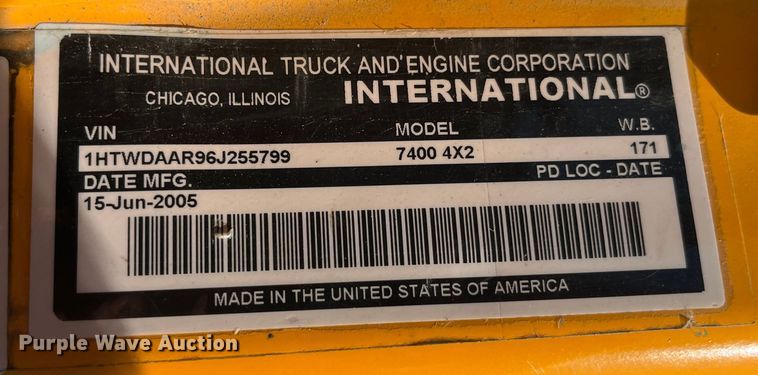 INTERNATIONAL TRUCK AND ENGINE CORPORATION
CHICAGO, ILLINOIS INTERNATIONAL®
VIN MODEL W.B.
1HTWDAAR96J255799 7400 4X2 171
DATE MFG. PD LOC - DATE
15-Jun-2005
MADE IN THE UNITED STATES OF AMERICA
Purple Wave Auction